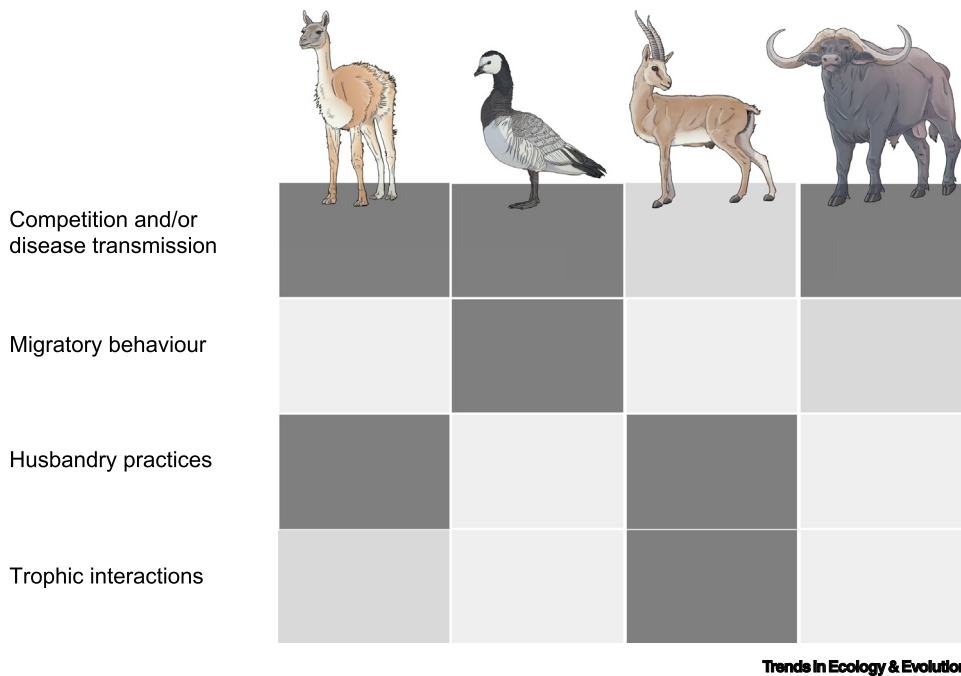 Competition and/or
disease transmission
Migratory behaviour
Husbandry practices
Trophic interactions
Trends in Ecology & Evolution